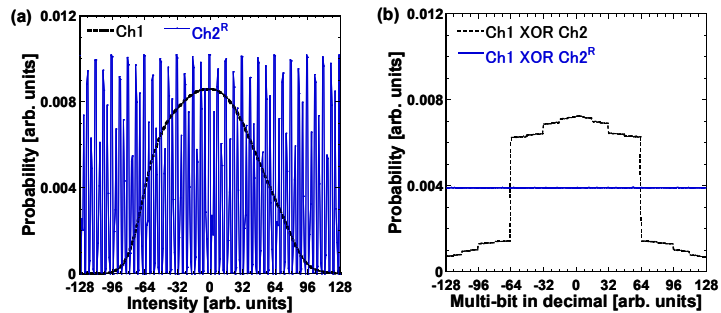 (a)
0.012
Ch1
Ch2^R
0.008
0.004
0
Probability [arb. units]
-128 -96 -64 -32 0 32 64 96 128
Intensity [arb. units]
(b)
0.012
Ch1 XOR Ch2
Ch1 XOR Ch2^R
0.008
0.004
0
Probability [arb. units]
-128 -96 -64 -32 0 32 64 96 128
Multi-bit in decimal [arb. units]